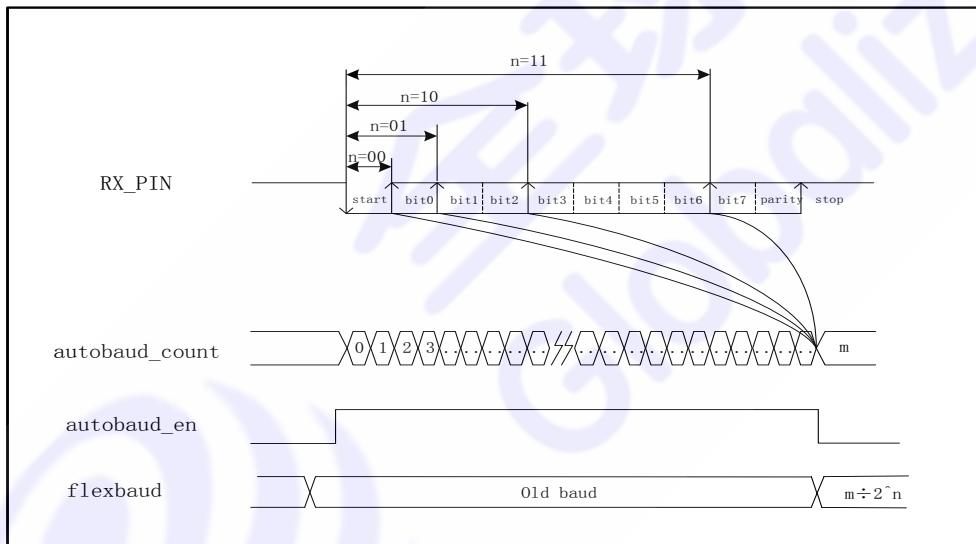 n=11
n=10
n=01
n=00
RX_PIN
start bit0 bit1 bit2 bit3 bit4 bit5 bit6 bit7 parity stop
autobaud_count 0 1 2 3 .. .. .. .. .. .. .. .. .. .. .. .. .. m
autobaud_en
flexbaud Old baud m÷2^n
Globaliz